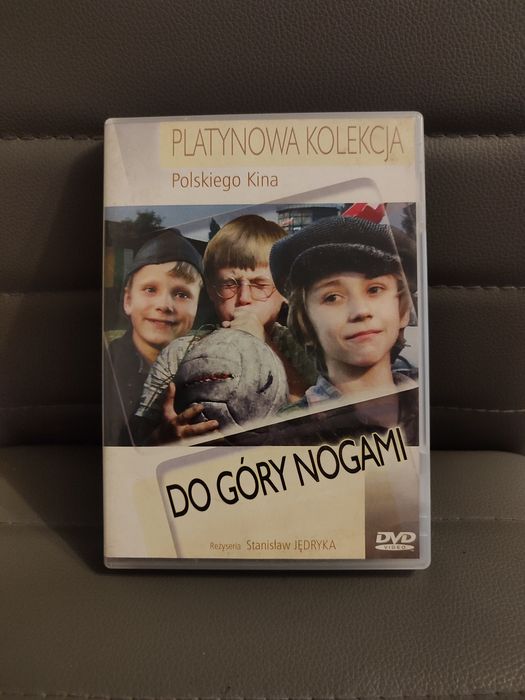 PLATYNOWA KOLEKCJA
Polskiego Kina
DO GÓRY NOGAMI
Reżyseria Stanisław JĘDRYKA
DVD
VIDEO